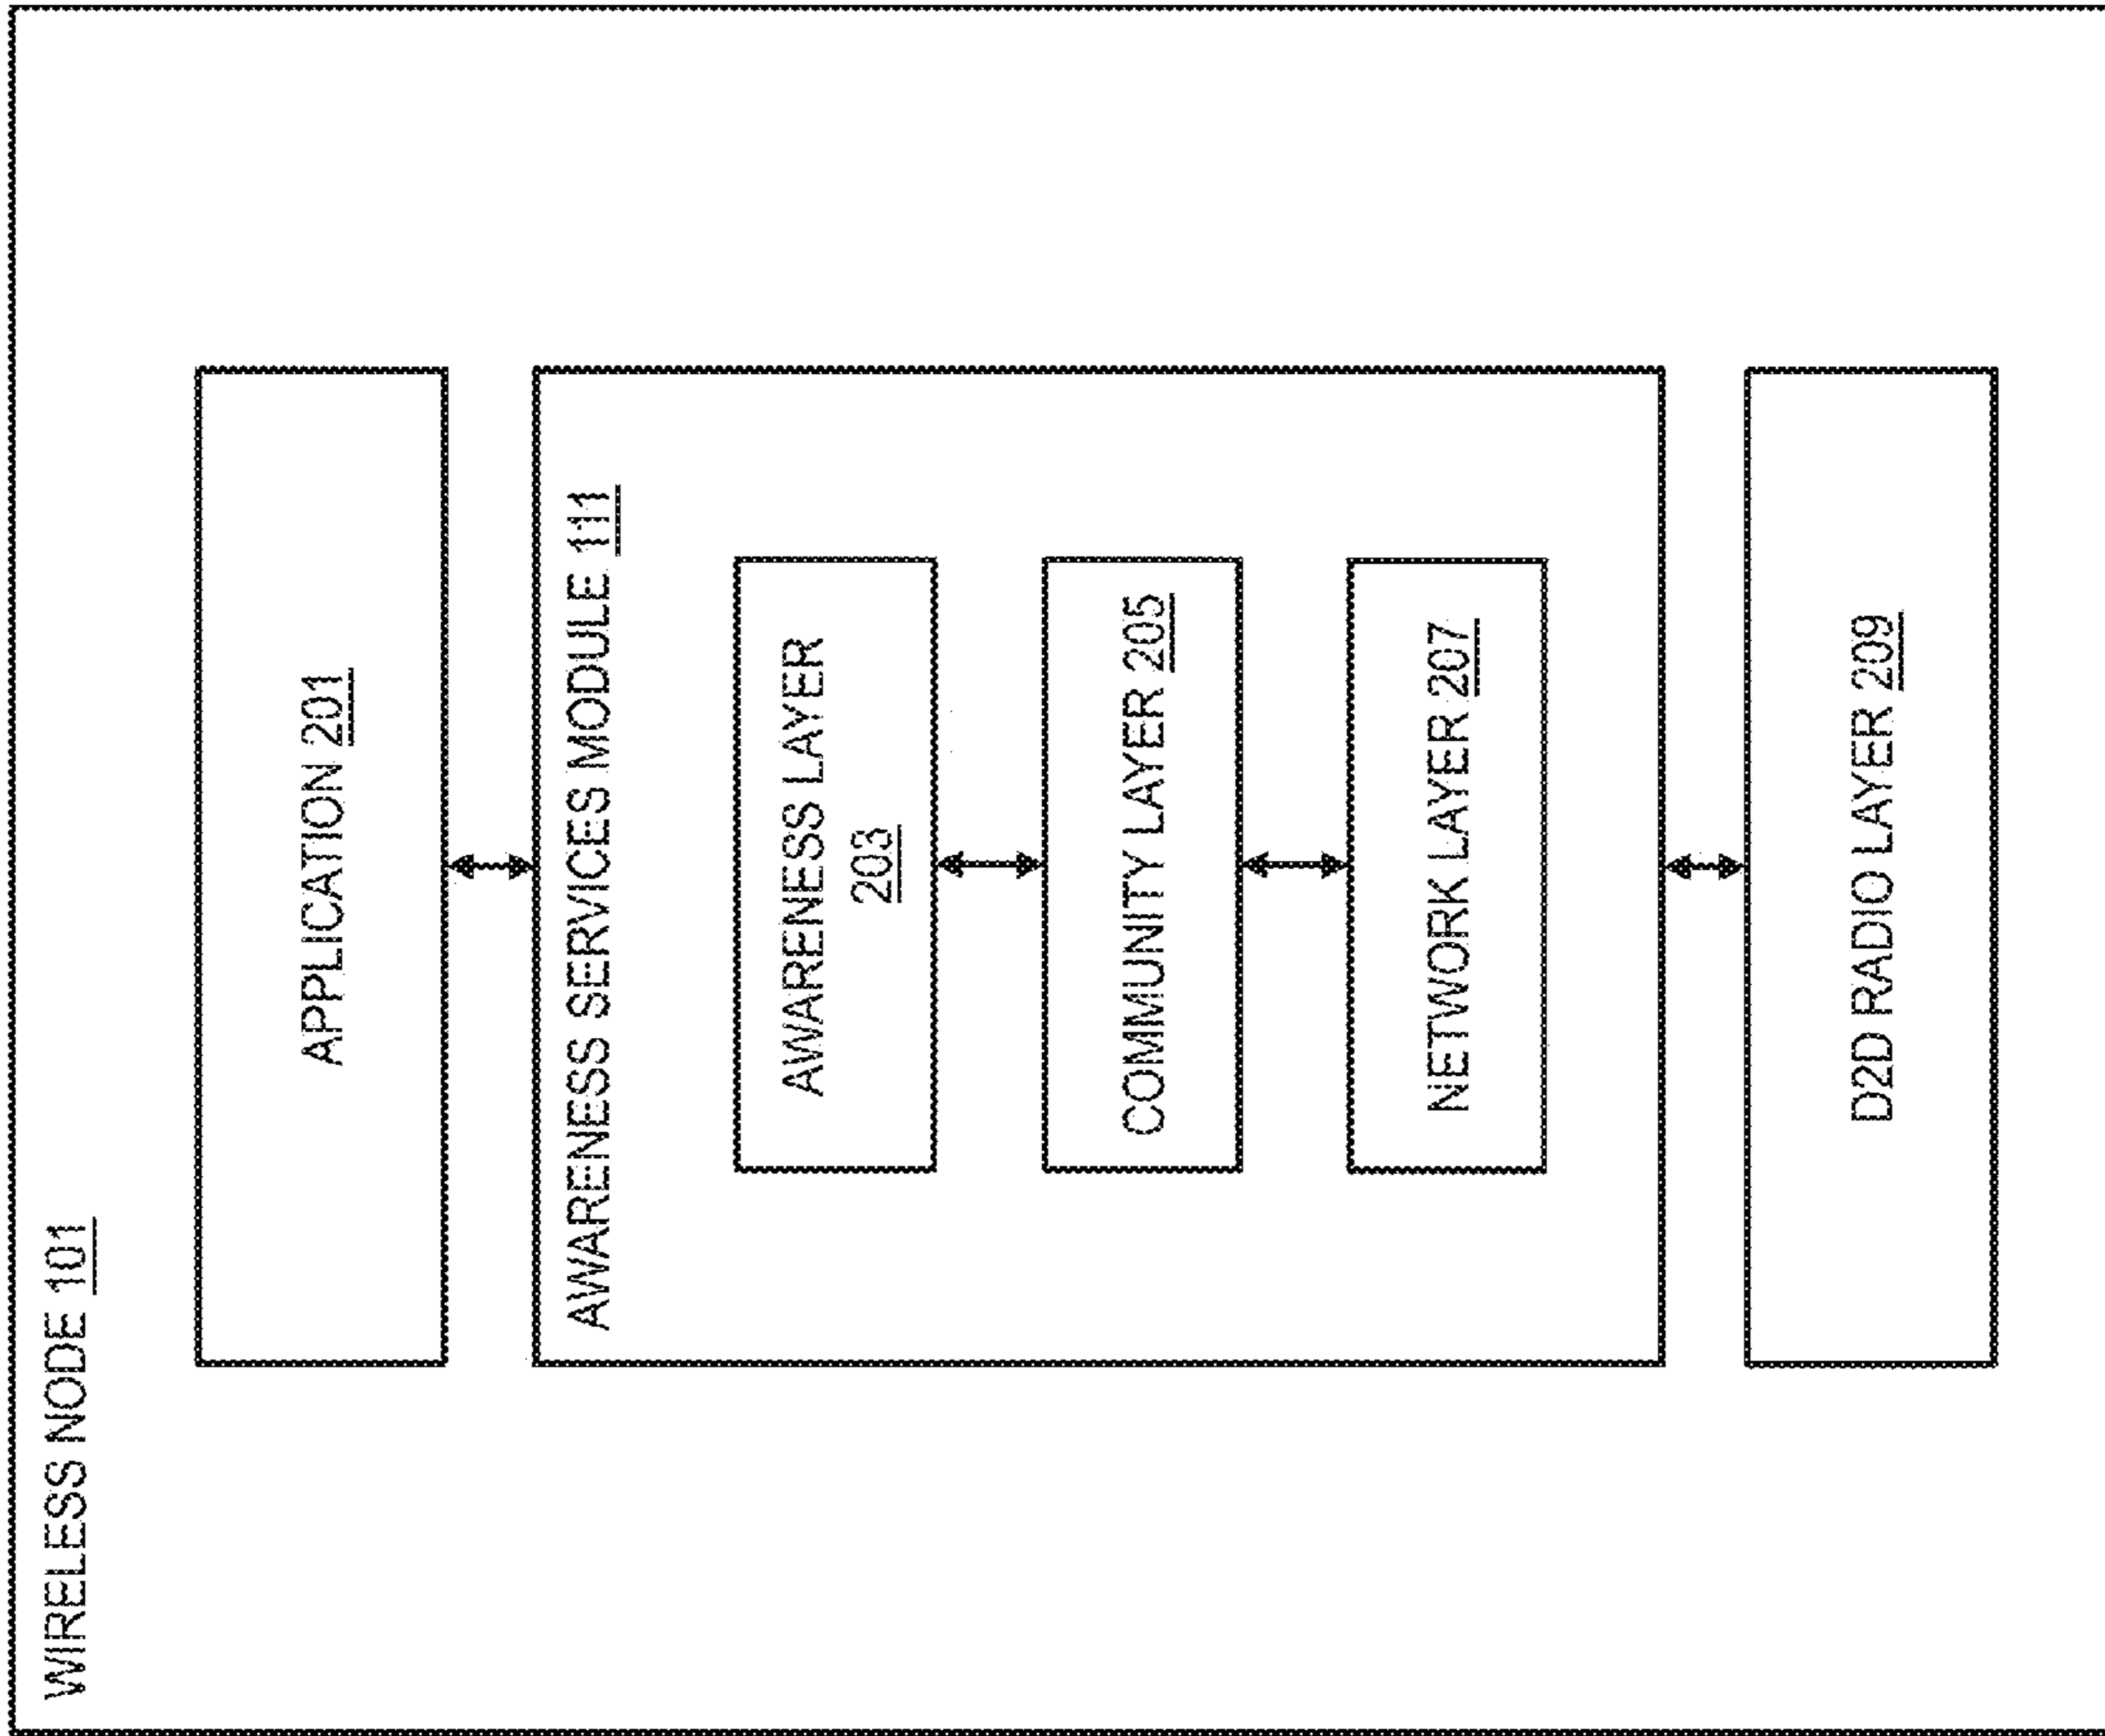 WIRELESS NODE 101
APPLICATION 201
AWARENESS SERVICES MODULE 111
AWARENESS LAYER
203
COMMUNITY LAYER 205
NETWORK LAYER 207
D2D RADIO LAYER 209